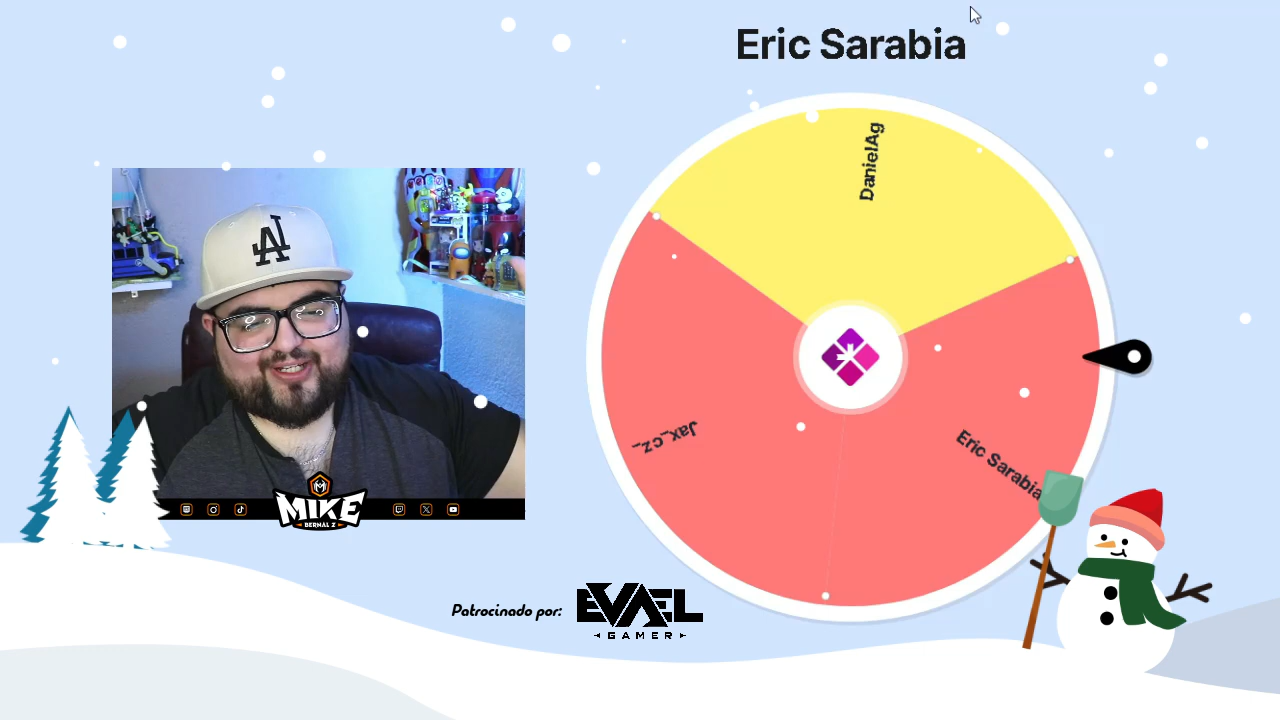 Eric Sarabia
DanielAg
Jax_cz_
Eric Sarabia
LA
MIKE
BERNAL Z
Patrocinado por:
EVAEL
GAMER